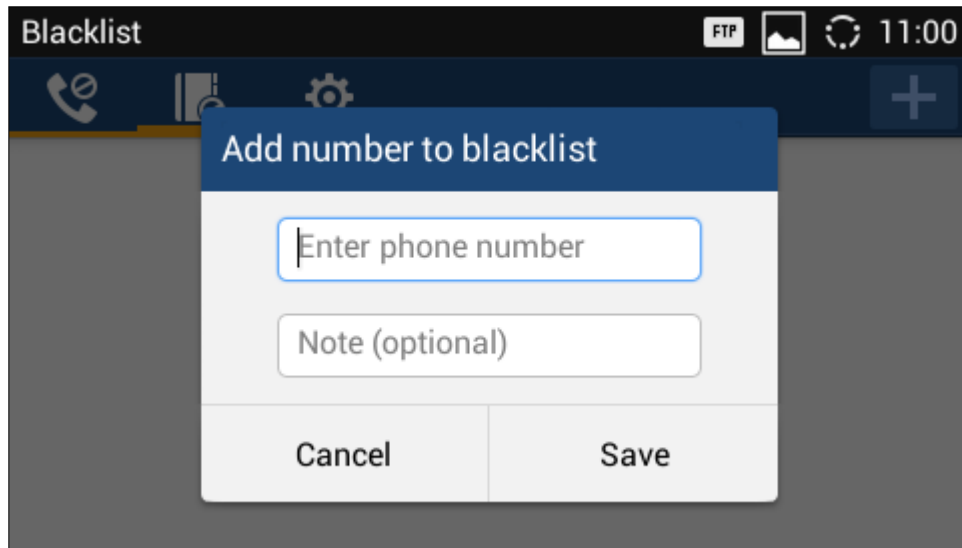 Blacklist
FTP
11:00
Add number to blacklist
Enter phone number
Note (optional)
Cancel
Save